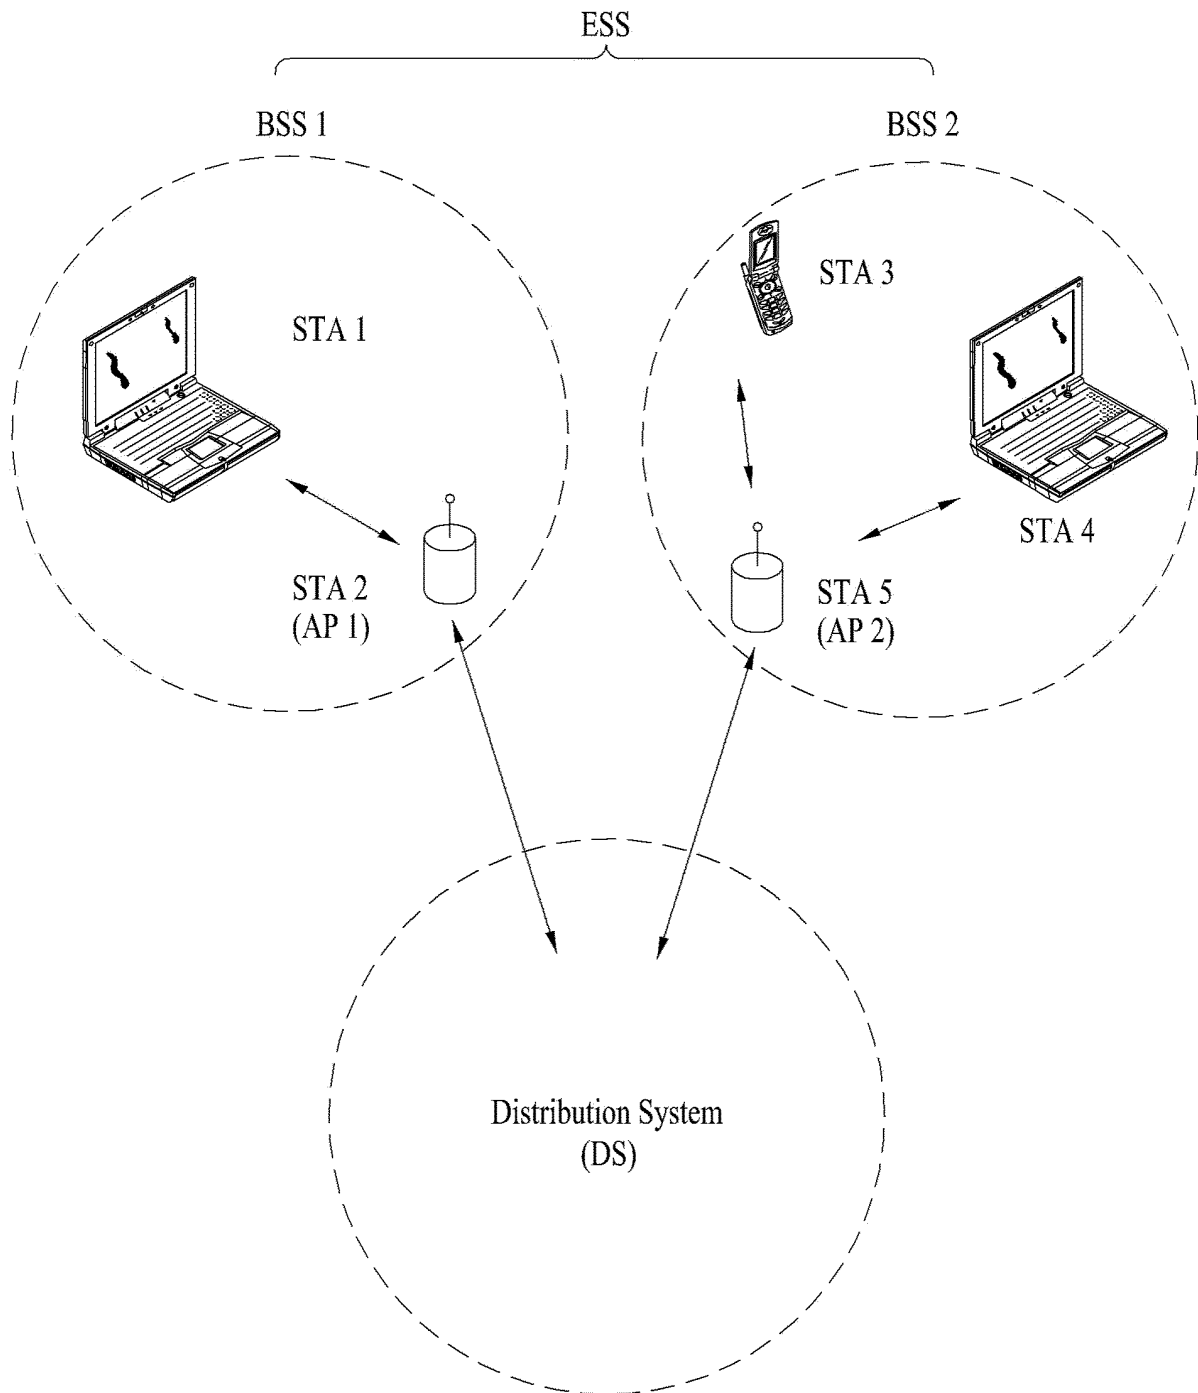 ESS
BSS 1
BSS 2
STA 3
STA 1
STA 4
STA 2
(AP 1)
STA 5
(AP 2)
Distribution System
(DS)